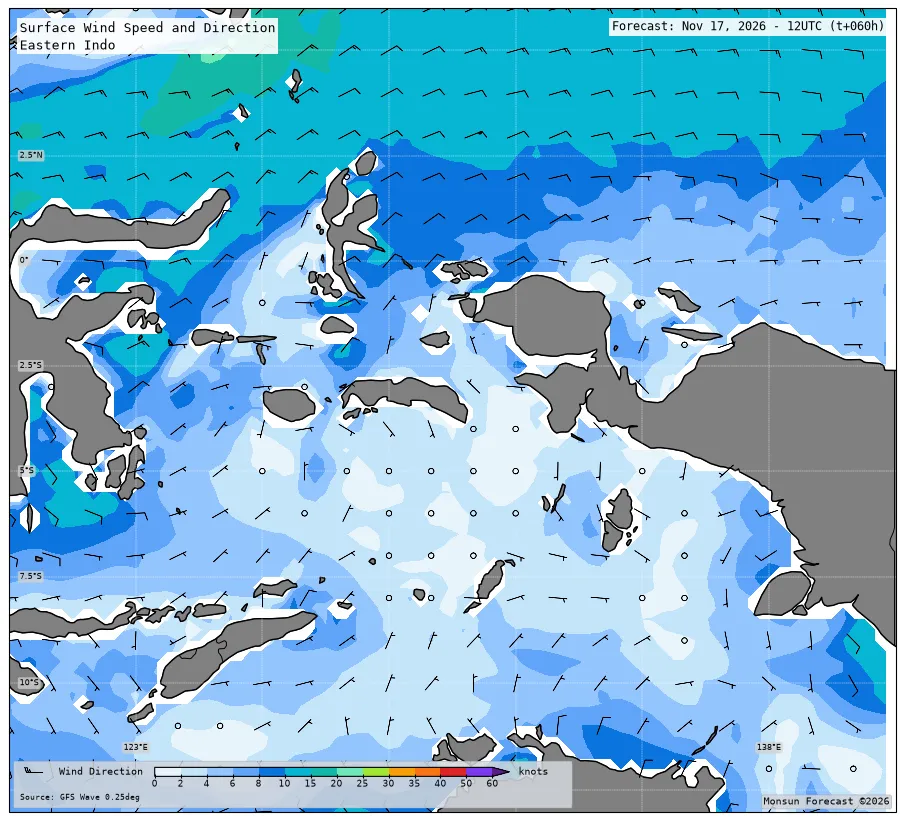 Surface Wind Speed and Direction
Eastern Indo
Forecast: Nov 17, 2026 - 12UTC (t+060h)
2.5°N
0°
2.5°S
5°S
7.5°S
10°S
123°E
138°E
Wind Direction
knots
0 2 4 6 8 10 15 20 25 30 35 40 50 60
Source: GFS Wave 0.25deg
Monsun Forecast ©2026